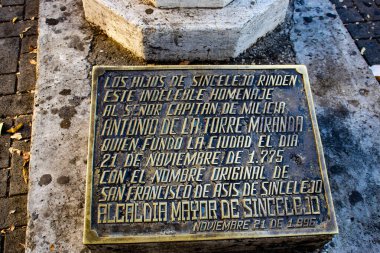 LOS HIJOS DE SINCELEJO RINDEN
ESTE INDELEBLE HOMENAJE
AL SEÑOR CAPITAN DE MILICIA
ANTONIO DE LA TORRE MIRANDA
QUIEN FUNDO LA CIUDAD EL DIA
21 DE NOVIEMBRE DE 1.775
CON EL NOMBRE ORIGINAL DE
SAN FRANCISCO DE ASIS DE SINCELEJO
ALCALDIA MAYOR DE SINCELEJO
NOVIEMBRE 21 DE 1.996